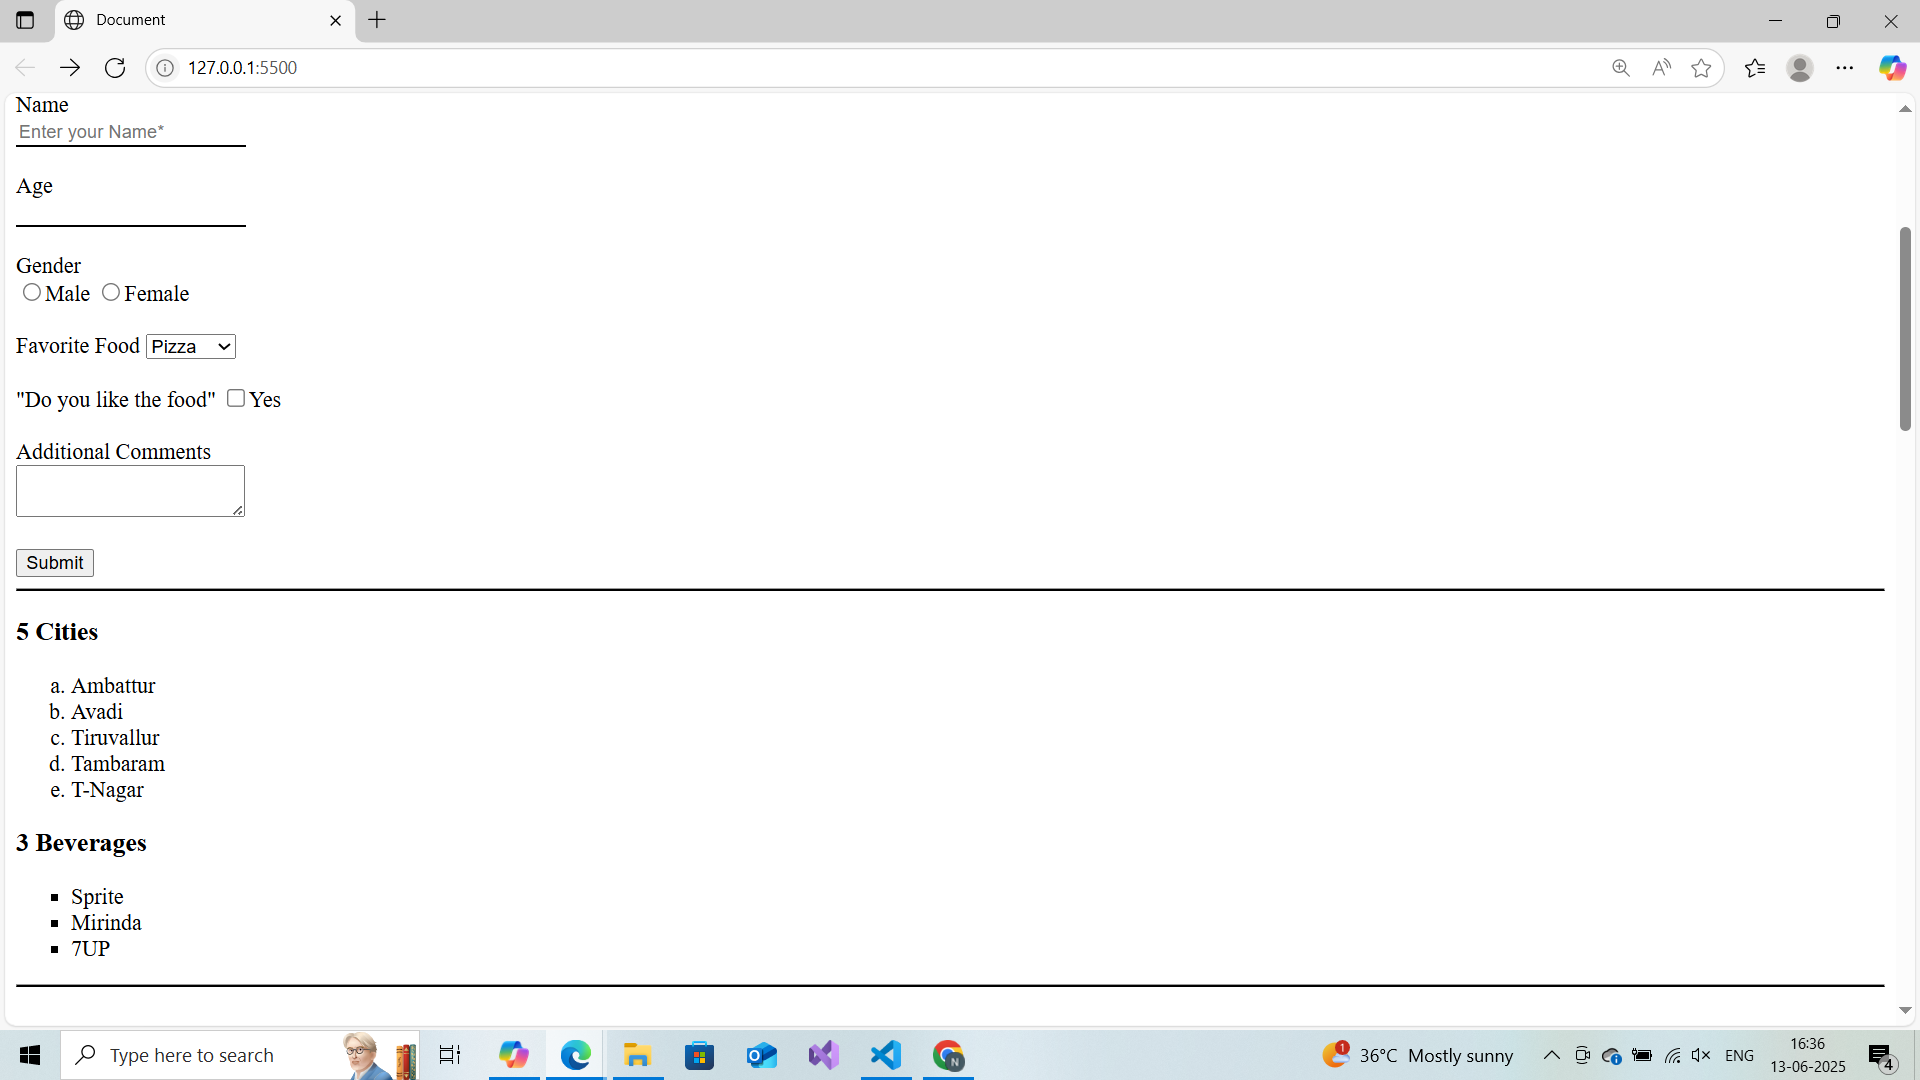 Document
127.0.0.1:5500
Name
Enter your Name*
Age
Gender
Male Female
Favorite Food Pizza
"Do you like the food" Yes
Additional Comments
Submit
5 Cities
a. Ambattur
b. Avadi
c. Tiruvallur
d. Tambaram
e. T-Nagar
3 Beverages
Sprite
Mirinda
7UP
Type here to search
1
36°C Mostly sunny
ENG
16:36
13-06-2025
4
N